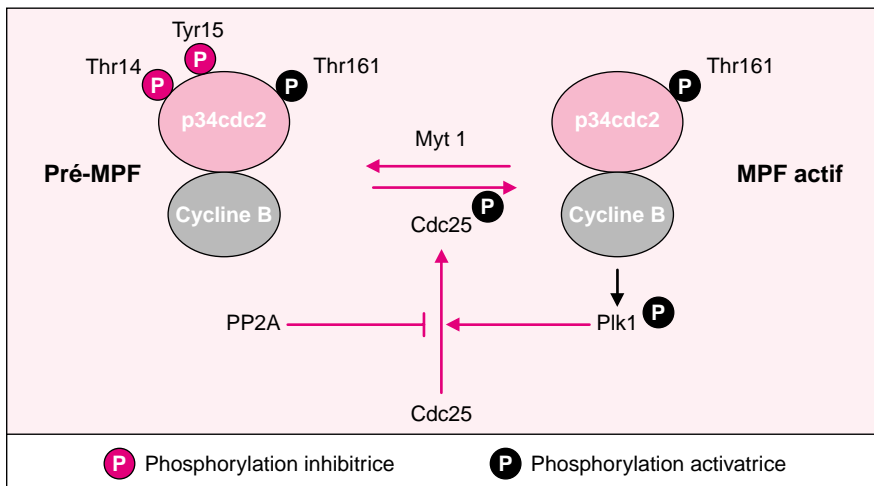 Tyr15
P
Thr14
P
P
Thr161
p34cdc2
Pré-MPF
Cycline B
Myt 1
P
Cdc25
P
Thr161
p34cdc2
MPF actif
Cycline B
PP2A
Plk1
P
Cdc25
P Phosphorylation inhibitrice
P Phosphorylation activatrice